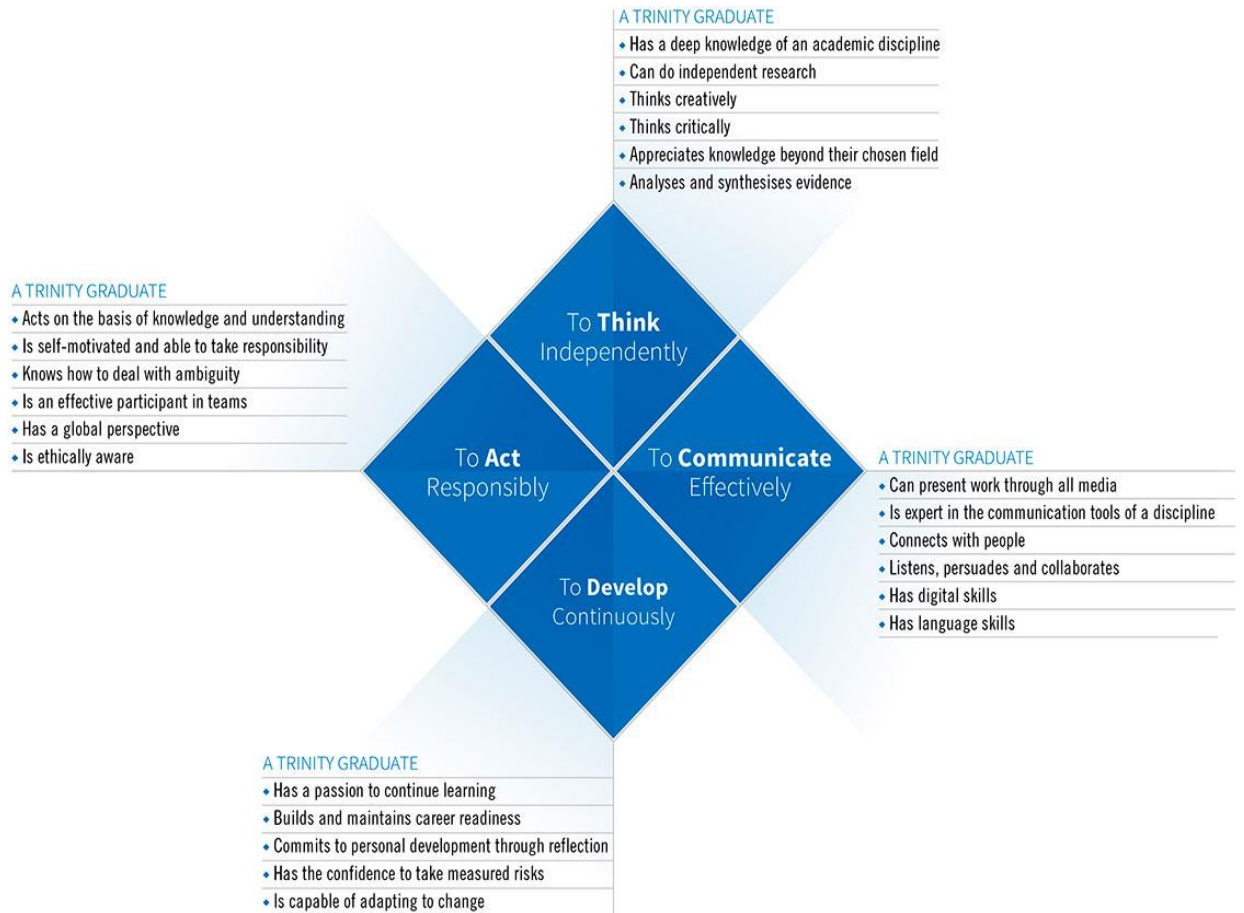 A TRINITY GRADUATE
Has a deep knowledge of an academic discipline
Can do independent research
Thinks creatively
Thinks critically
Appreciates knowledge beyond their chosen field
Analyses and synthesises evidence
A TRINITY GRADUATE
Acts on the basis of knowledge and understanding
Is self-motivated and able to take responsibility
Knows how to deal with ambiguity
Is an effective participant in teams
Has a global perspective
Is ethically aware
To Think
Independently
To Act
Responsibly
To Communicate
Effectively
To Develop
Continuously
A TRINITY GRADUATE
Can present work through all media
Is expert in the communication tools of a discipline
Connects with people
Listens, persuades and collaborates
Has digital skills
Has language skills
A TRINITY GRADUATE
Has a passion to continue learning
Builds and maintains career readiness
Commits to personal development through reflection
Has the confidence to take measured risks
Is capable of adapting to change